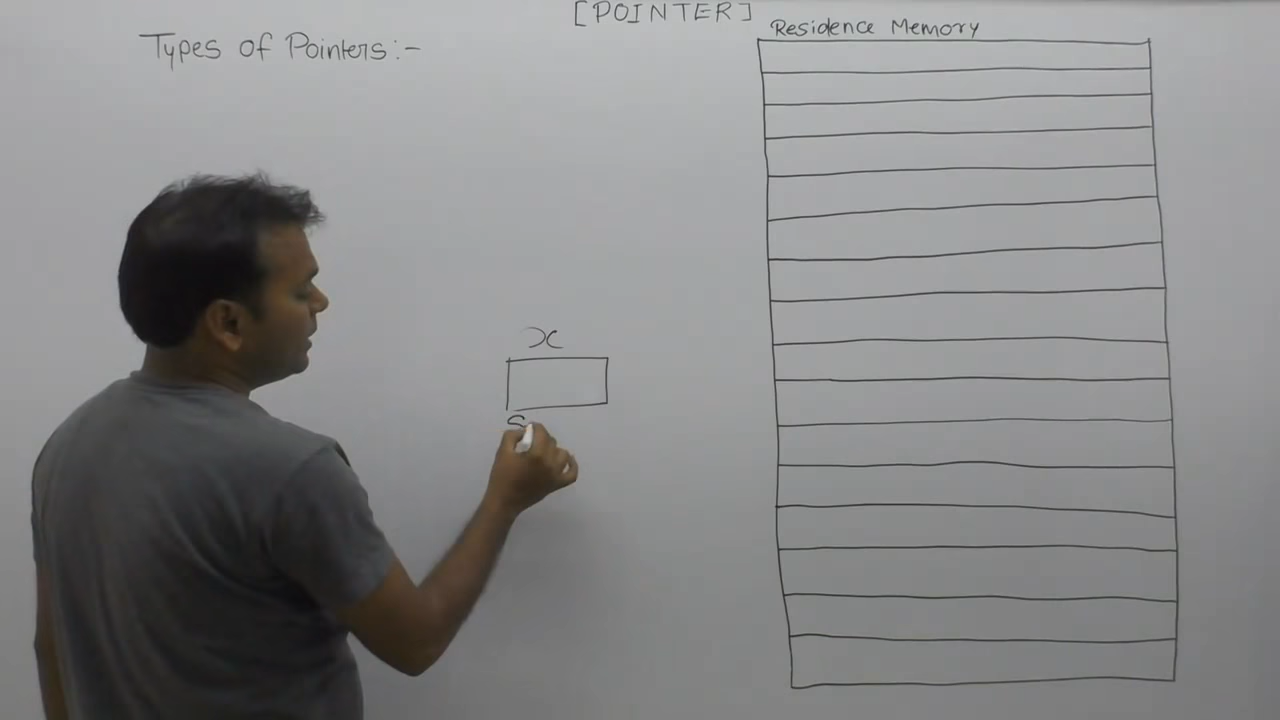 [POINTER]
Types of Pointers:-
Residence Memory
x